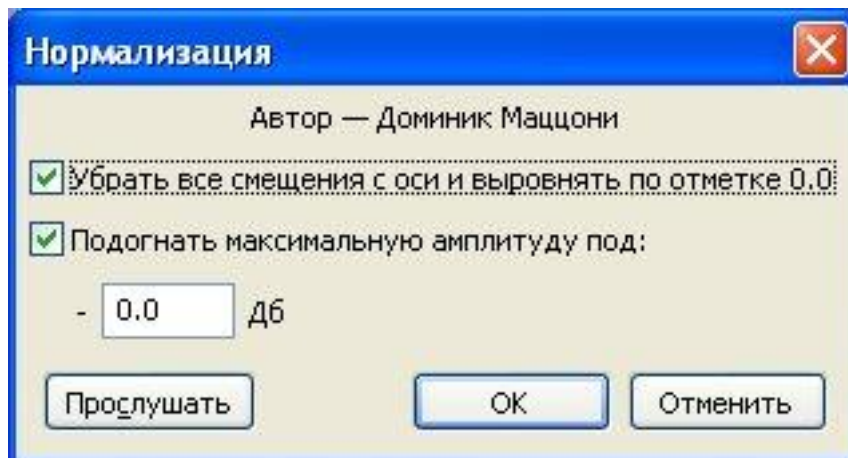 Нормализация
Автор — Доминик Маццони
Убрать все смещения с оси и выровнять по отметке 0.0
Подогнать максимальную амплитуду под:
- 0.0 Дб
Прослушать OK Отменить